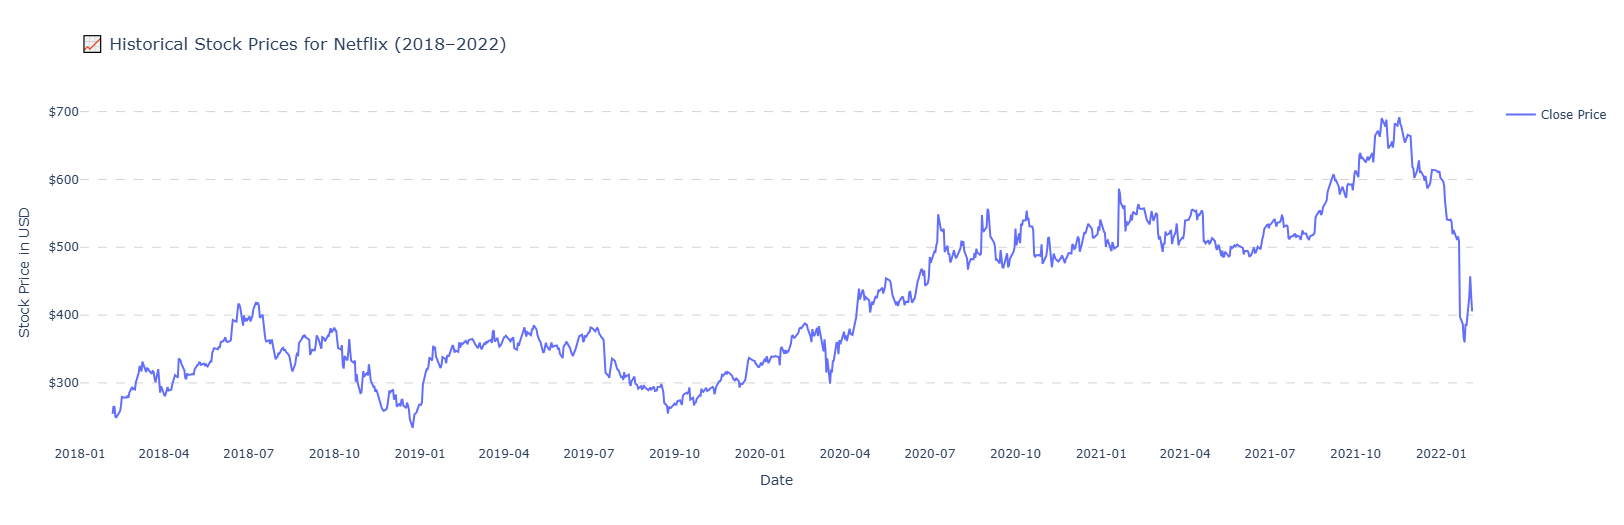 📈 Historical Stock Prices for Netflix (2018–2022)
$700
$600
$500
$400
$300
Stock Price in USD
2018-01 2018-04 2018-07 2018-10 2019-01 2019-04 2019-07 2019-10 2020-01 2020-04 2020-07 2020-10 2021-01 2021-04 2021-07 2021-10 2022-01
Date
Close Price